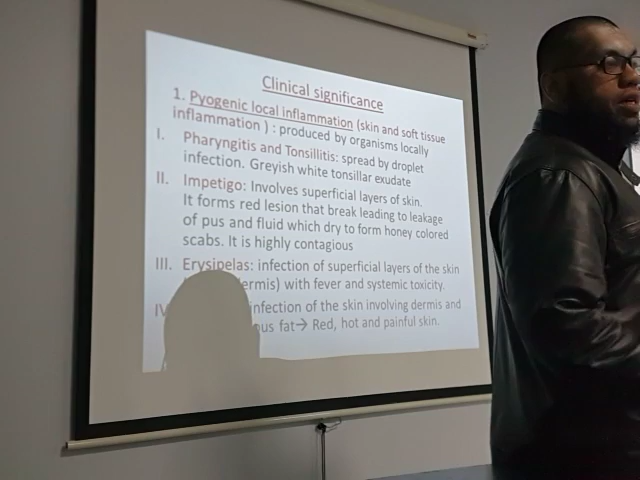 Clinical significance
1. Pyogenic local inflammation (skin and soft tissue
inflammation ) : produced by organisms locally
I. Pharyngitis and Tonsillitis: spread by droplet
infection. Greyish white tonsillar exudate
II. Impetigo: Involves superficial layers of skin.
It forms red lesion that break leading to leakage
of pus and fluid which dry to form honey colored
scabs. It is highly contagious
III. Erysipelas: infection of superficial layers of the skin
ermis) with fever and systemic toxicity.
IV infection of the skin involving dermis and
ous fat→ Red, hot and painful skin.